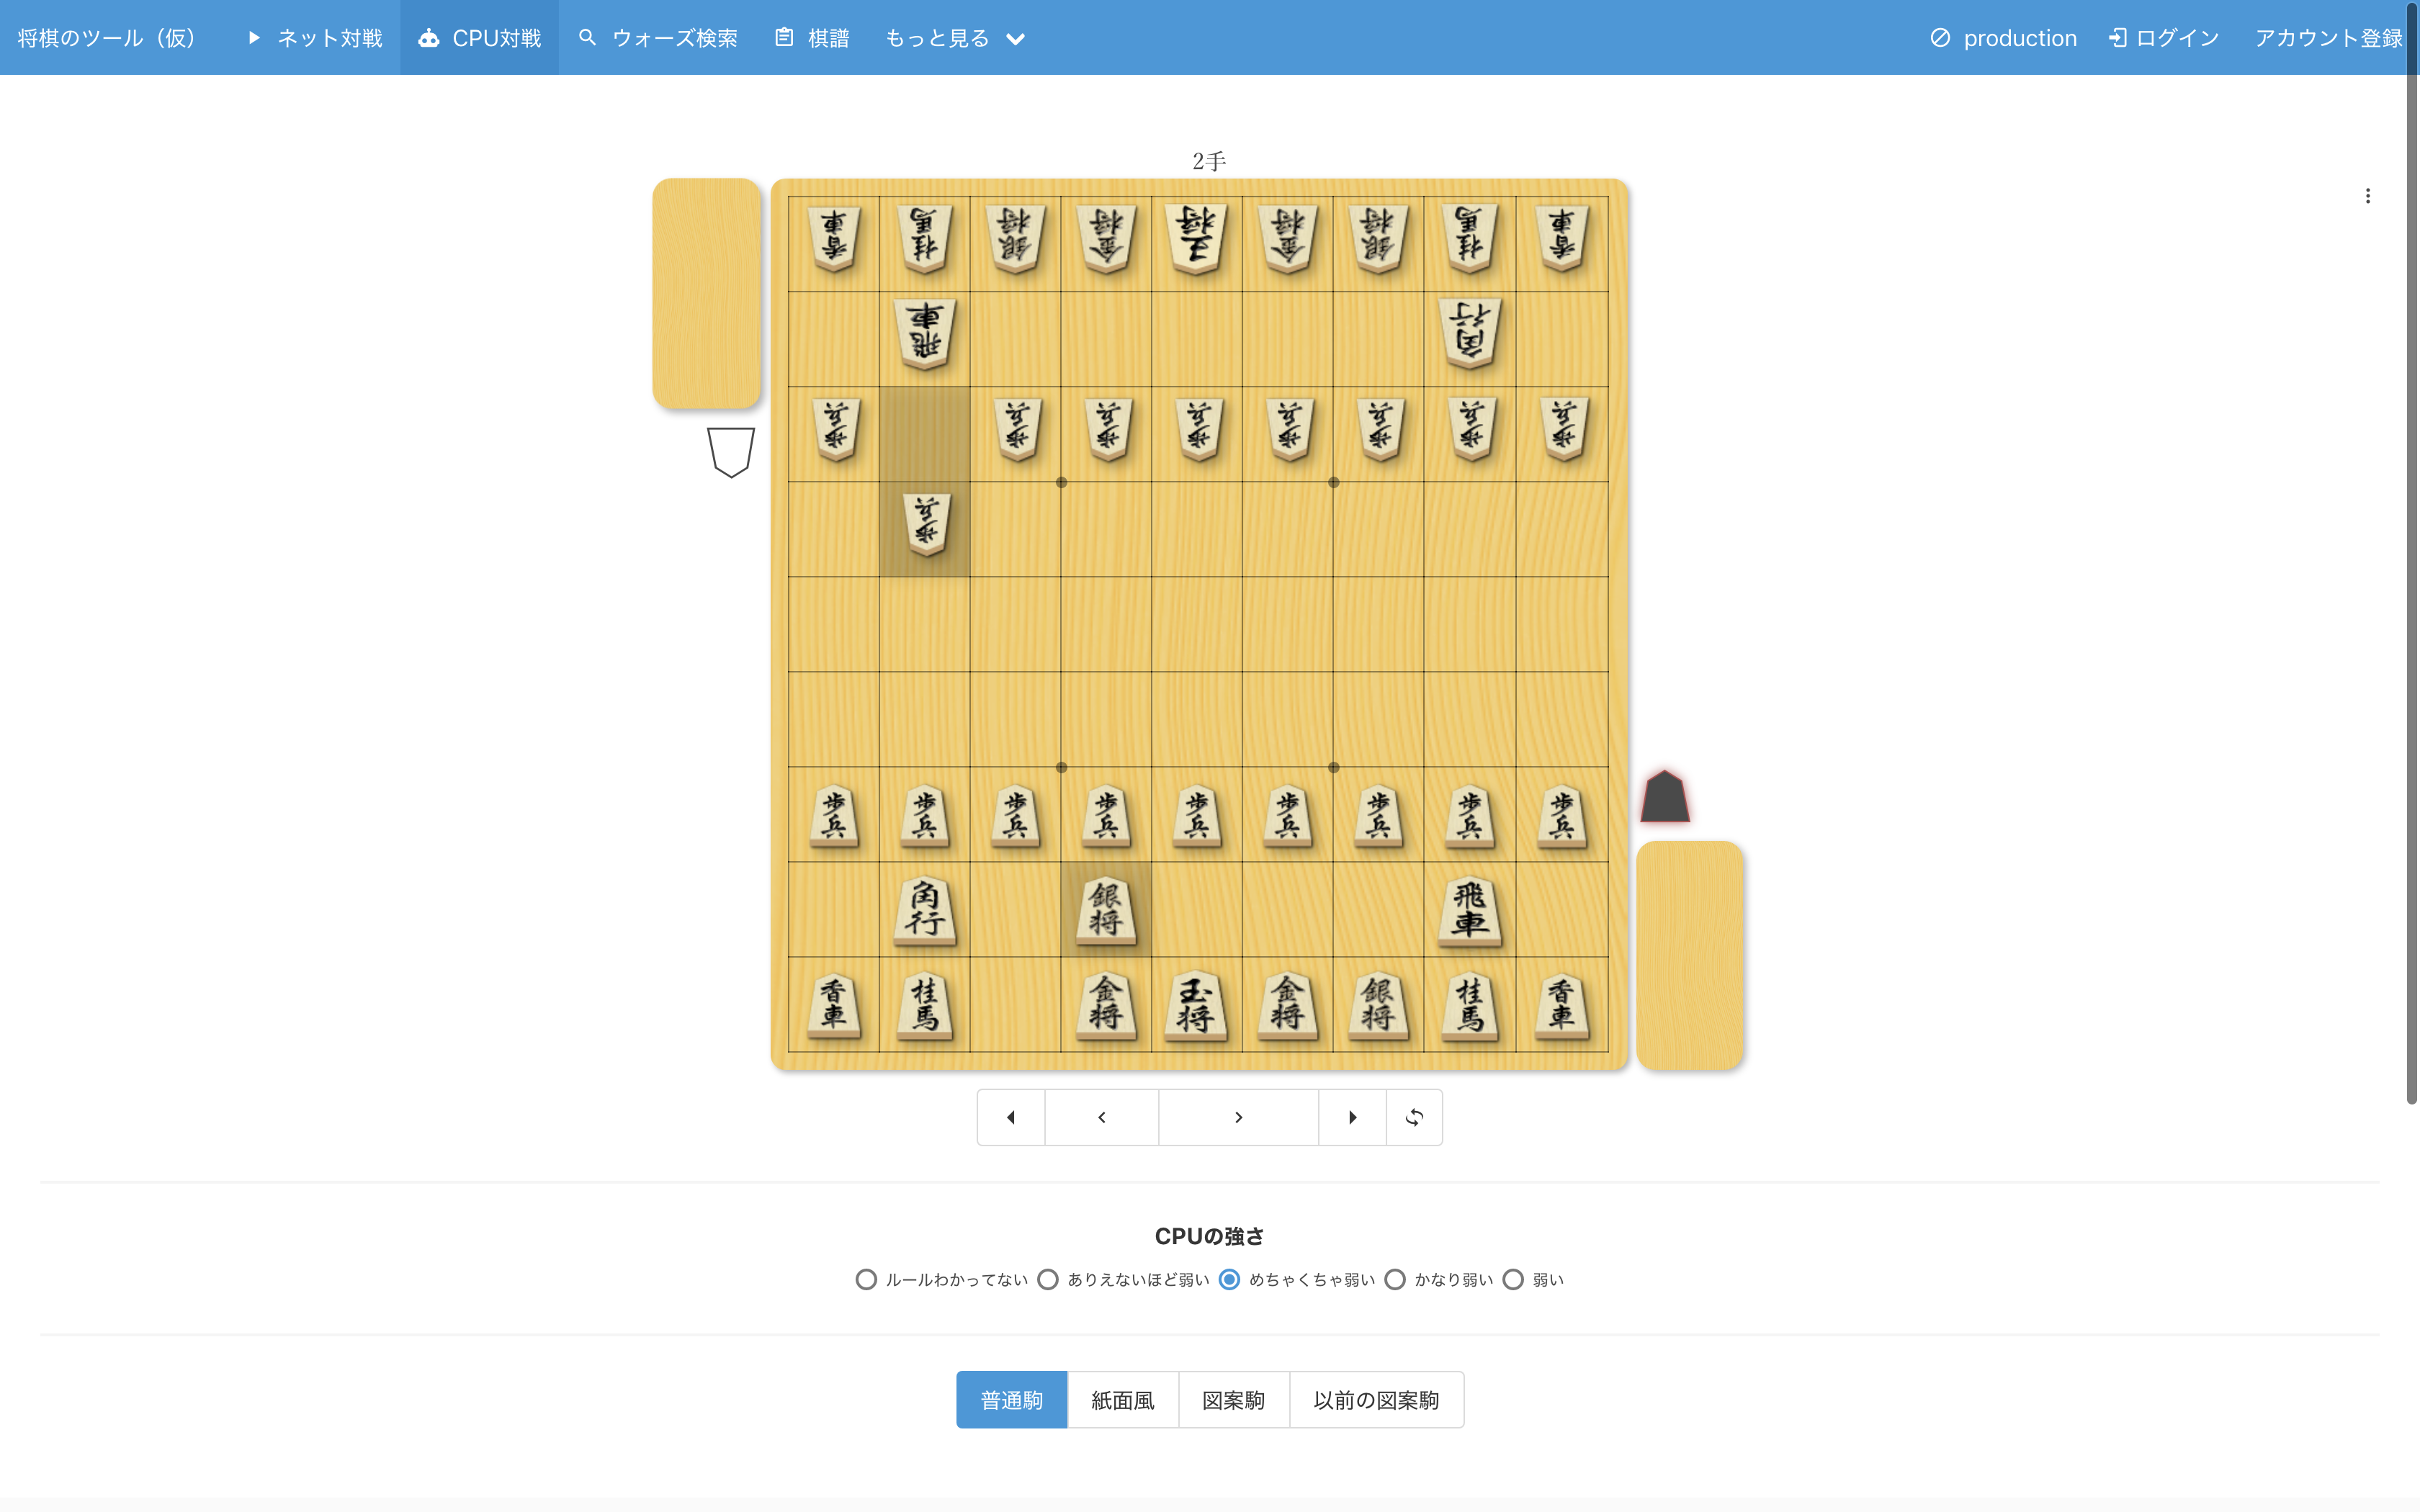 将棋のツール（仮） ネット対戦 CPU対戦 ウォーズ検索 棋譜 もっと見る production ログイン アカウント登録
2手
香車 桂馬 銀将 金将 王将 金将 銀将 桂馬 香車
飛車 角行
歩兵 歩兵 歩兵 歩兵 歩兵 歩兵 歩兵 歩兵
歩兵
歩兵 歩兵 歩兵 歩兵 歩兵 歩兵 歩兵 歩兵 歩兵
角行 銀将 飛車
香車 桂馬 金将 玉将 金将 銀将 桂馬 香車
CPUの強さ
ルールわかってない ありえないほど弱い めちゃくちゃ弱い かなり弱い 弱い
普通駒 紙面風 図案駒 以前の図案駒